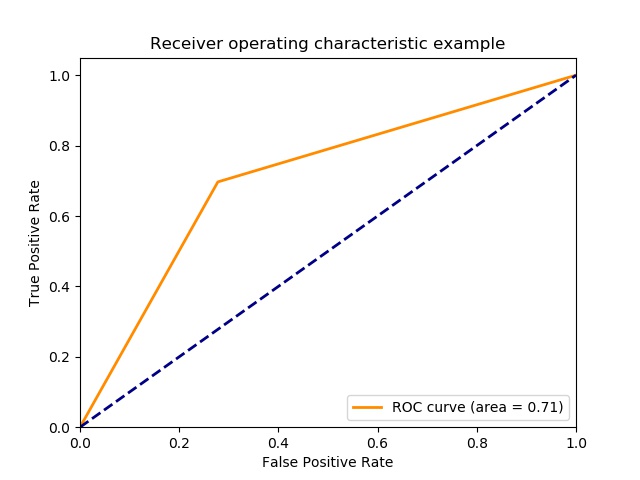 Receiver operating characteristic example
1.0
0.8
0.6
0.4
0.2
0.0
True Positive Rate
ROC curve (area = 0.71)
0.0 0.2 0.4 0.6 0.8 1.0
False Positive Rate